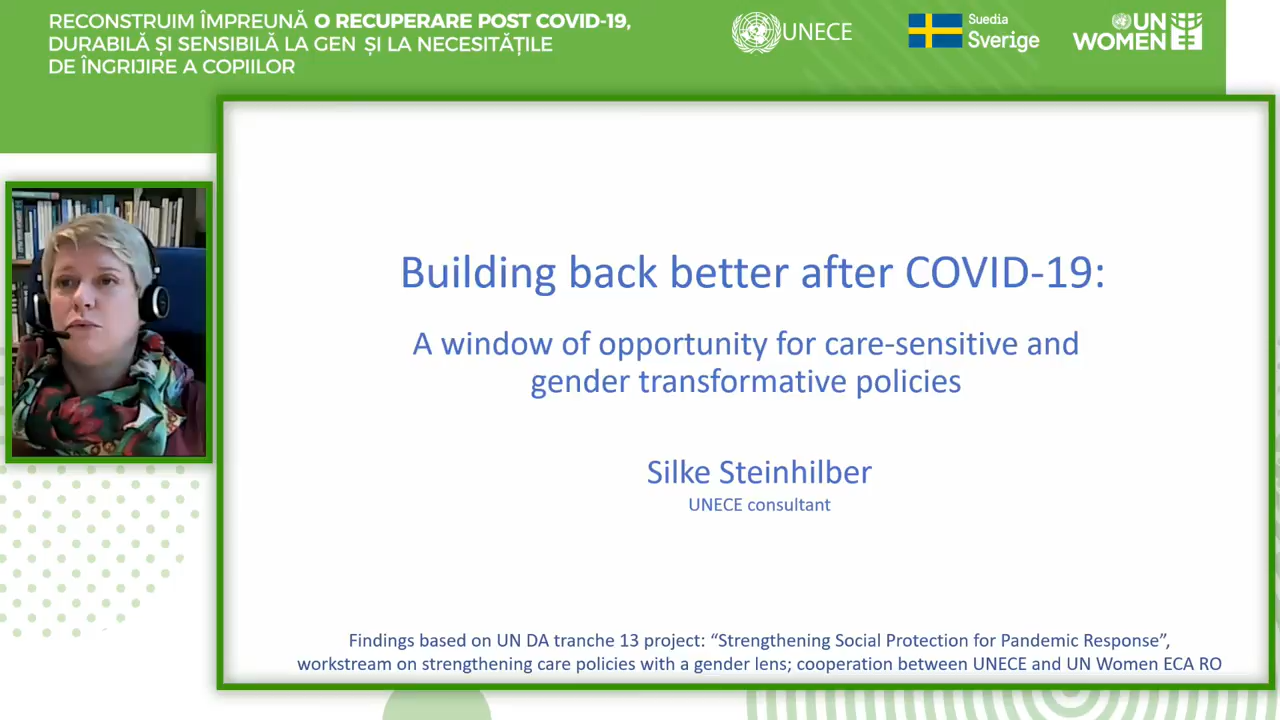 RECONSTRUIM ÎMPREUNĂ O RECUPERARE POST COVID-19,
DURABILĂ ȘI SENSIBILĂ LA GEN ȘI LA NECESITĂȚILE
DE ÎNGRIJIRE A COPIILOR
UNECE
Suedia
Sverige
UN
WOMEN
Building back better after COVID-19:
A window of opportunity for care-sensitive and
gender transformative policies
Silke Steinhilber
UNECE consultant
Findings based on UN DA tranche 13 project: “Strengthening Social Protection for Pandemic Response”,
workstream on strengthening care policies with a gender lens; cooperation between UNECE and UN Women ECA RO